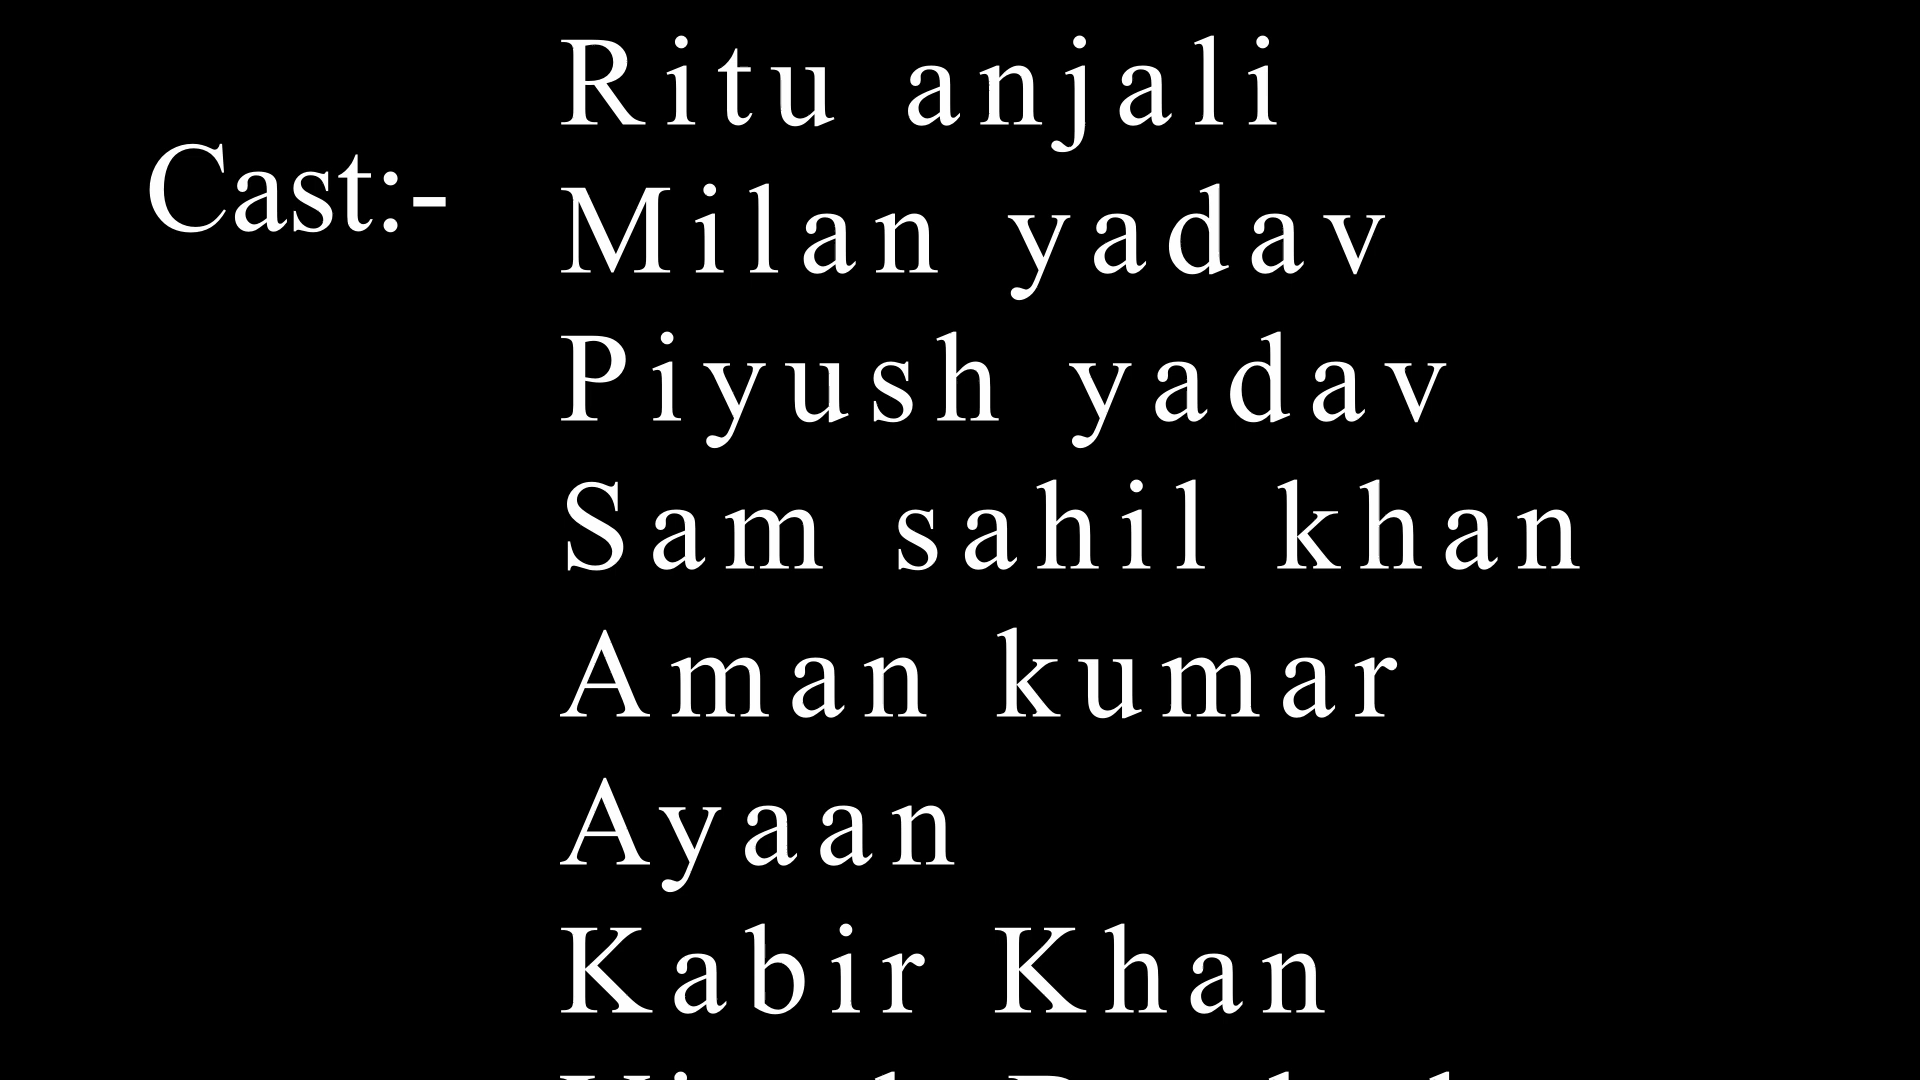 Ritu anjali
Cast:-
Milan yadav
Piyush yadav
Sam sahil khan
Aman kumar
Ayaan
Kabir Khan